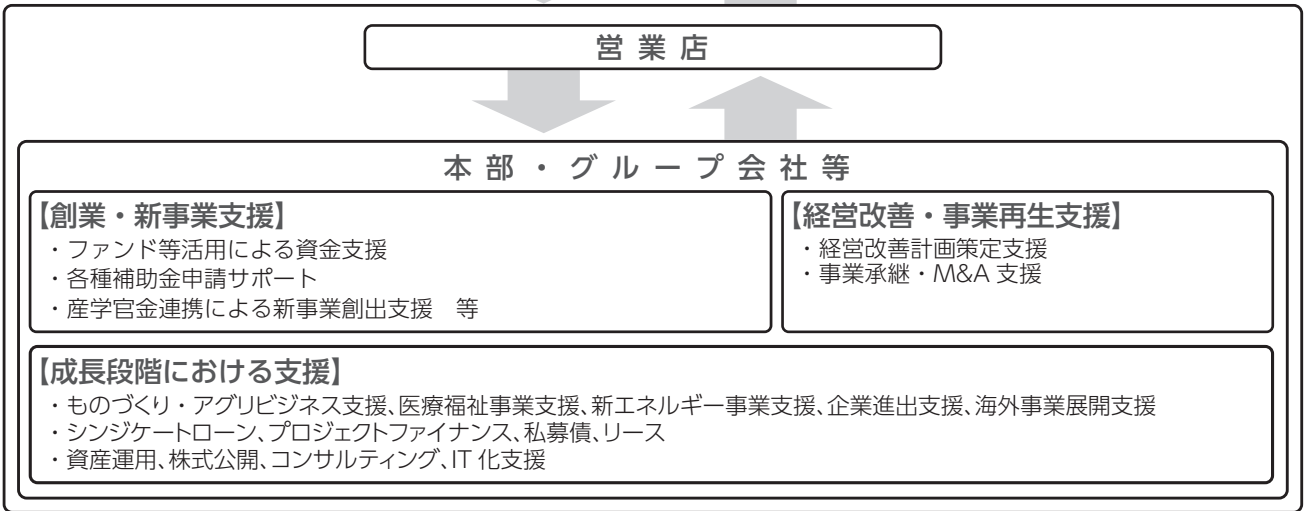 営業店
本部・グループ会社等
【創業・新事業支援】
・ファンド等活用による資金支援
・各種補助金申請サポート
・産学官金連携による新事業創出支援　等
【経営改善・事業再生支援】
・経営改善計画策定支援
・事業承継・M&A 支援
【成長段階における支援】
・ものづくり・アグリビジネス支援、医療福祉事業支援、新エネルギー事業支援、企業進出支援、海外事業展開支援
・シンジケートローン、プロジェクトファイナンス、私募債、リース
・資産運用、株式公開、コンサルティング、IT 化支援